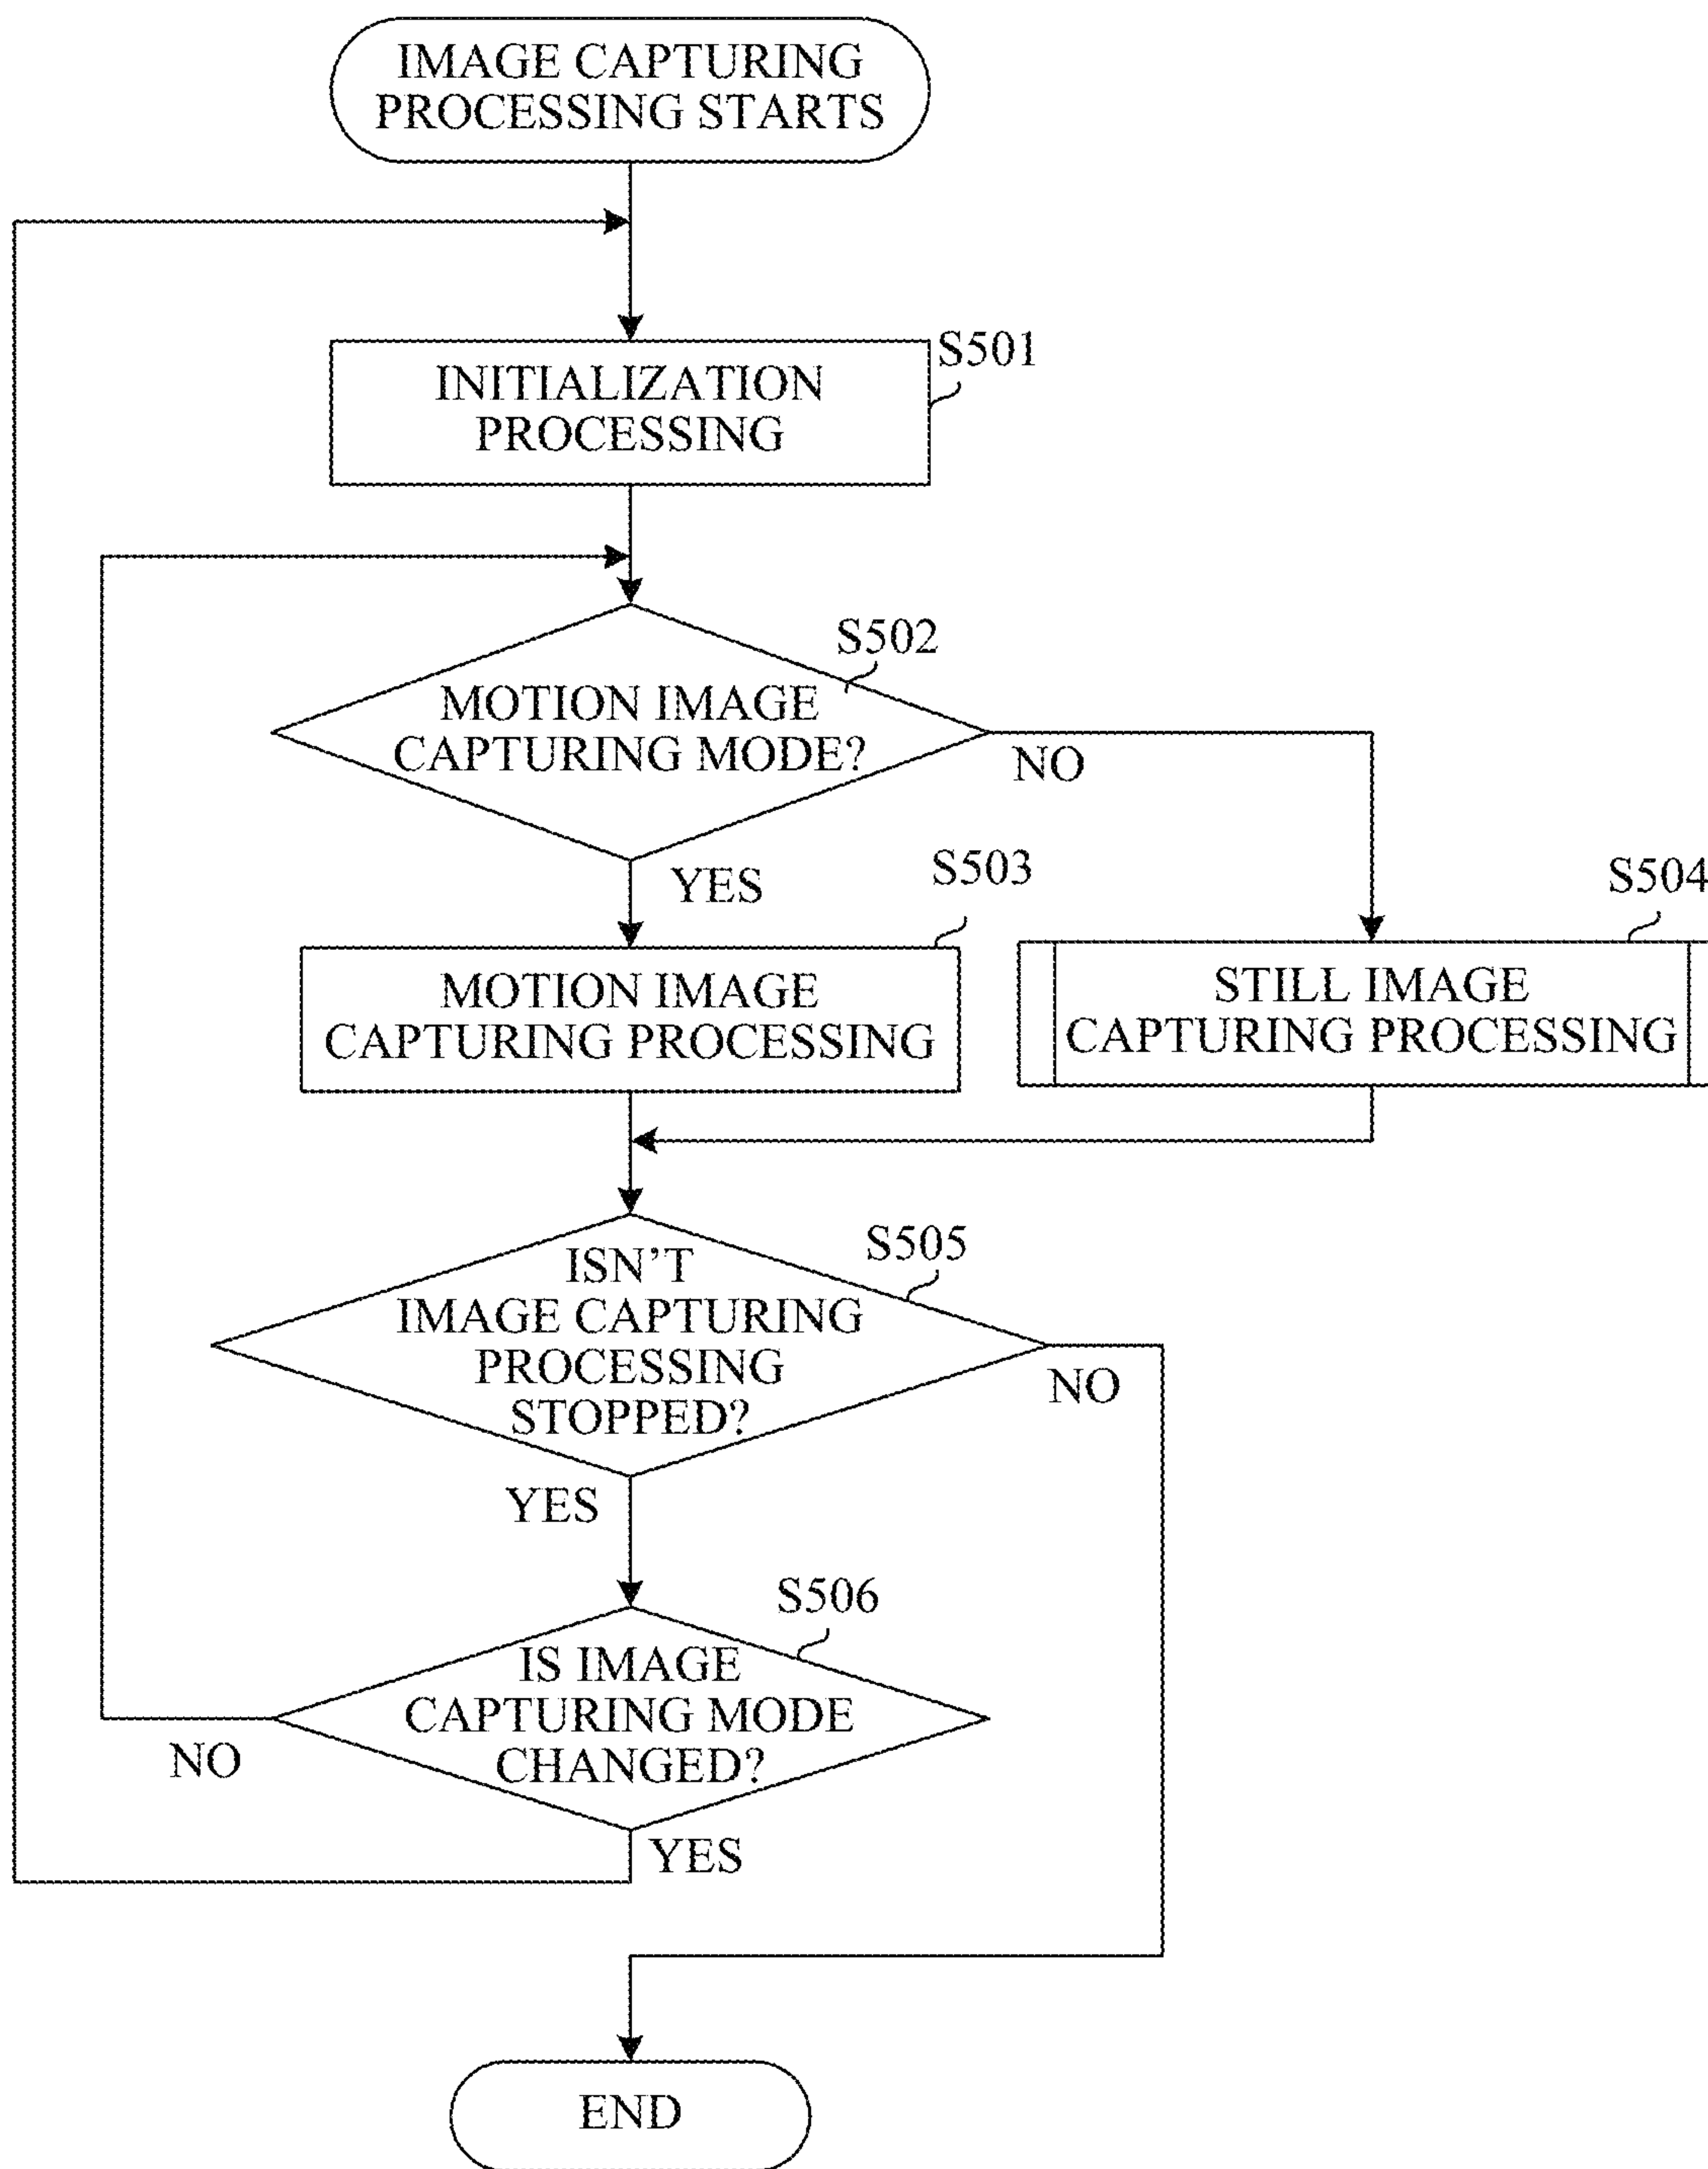 IMAGE CAPTURING
PROCESSING STARTS
S501
INITIALIZATION
PROCESSING
S502
MOTION IMAGE
CAPTURING MODE?
NO
YES
S503
S504
MOTION IMAGE
CAPTURING PROCESSING
STILL IMAGE
CAPTURING PROCESSING
S505
ISN'T
IMAGE CAPTURING
PROCESSING
STOPPED?
NO
YES
S506
IS IMAGE
CAPTURING MODE
CHANGED?
NO
YES
END